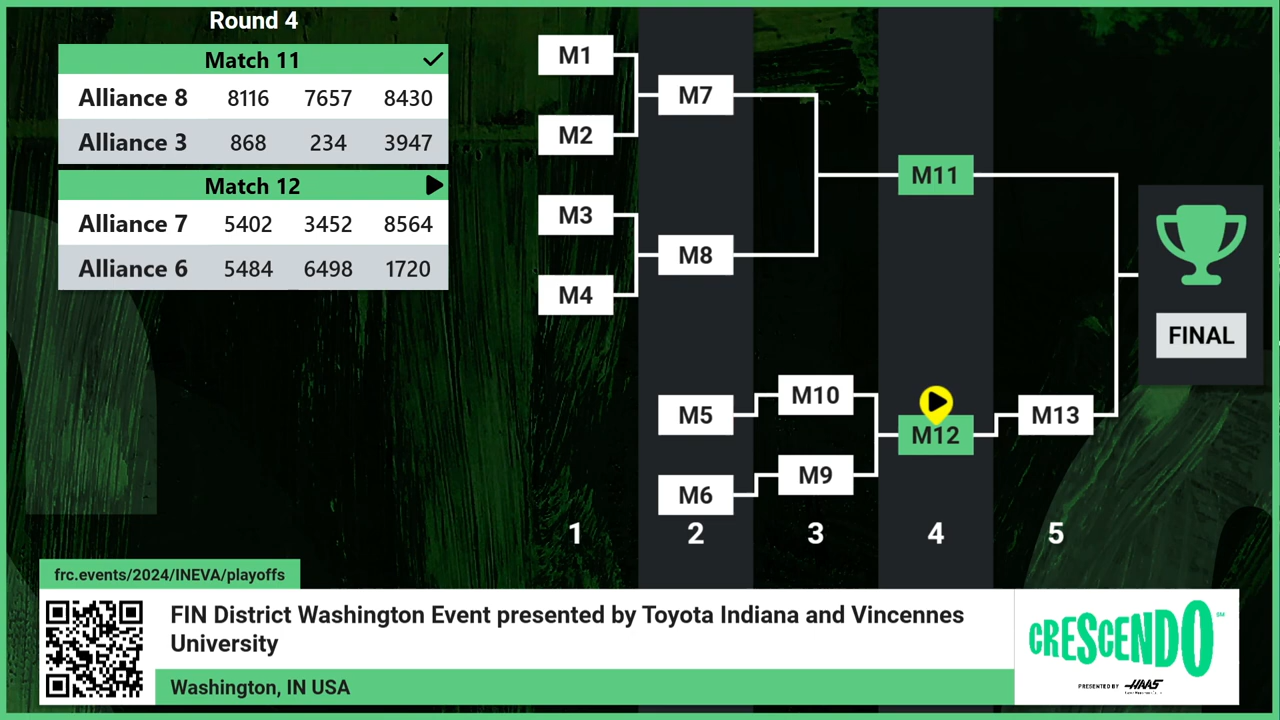 Round 4
Match 11
Alliance 8 8116 7657 8430
Alliance 3 868 234 3947
Match 12
Alliance 7 5402 3452 8564
Alliance 6 5484 6498 1720
M1
M2
M3
M4
M7
M8
M11
M5
M6
M10
M9
M12
M13
FINAL
1 2 3 4 5
frc.events/2024/INEVA/playoffs
FIN District Washington Event presented by Toyota Indiana and Vincennes
University
Washington, IN USA
CRESCENDO
SM
PRESENTED BY HAAS